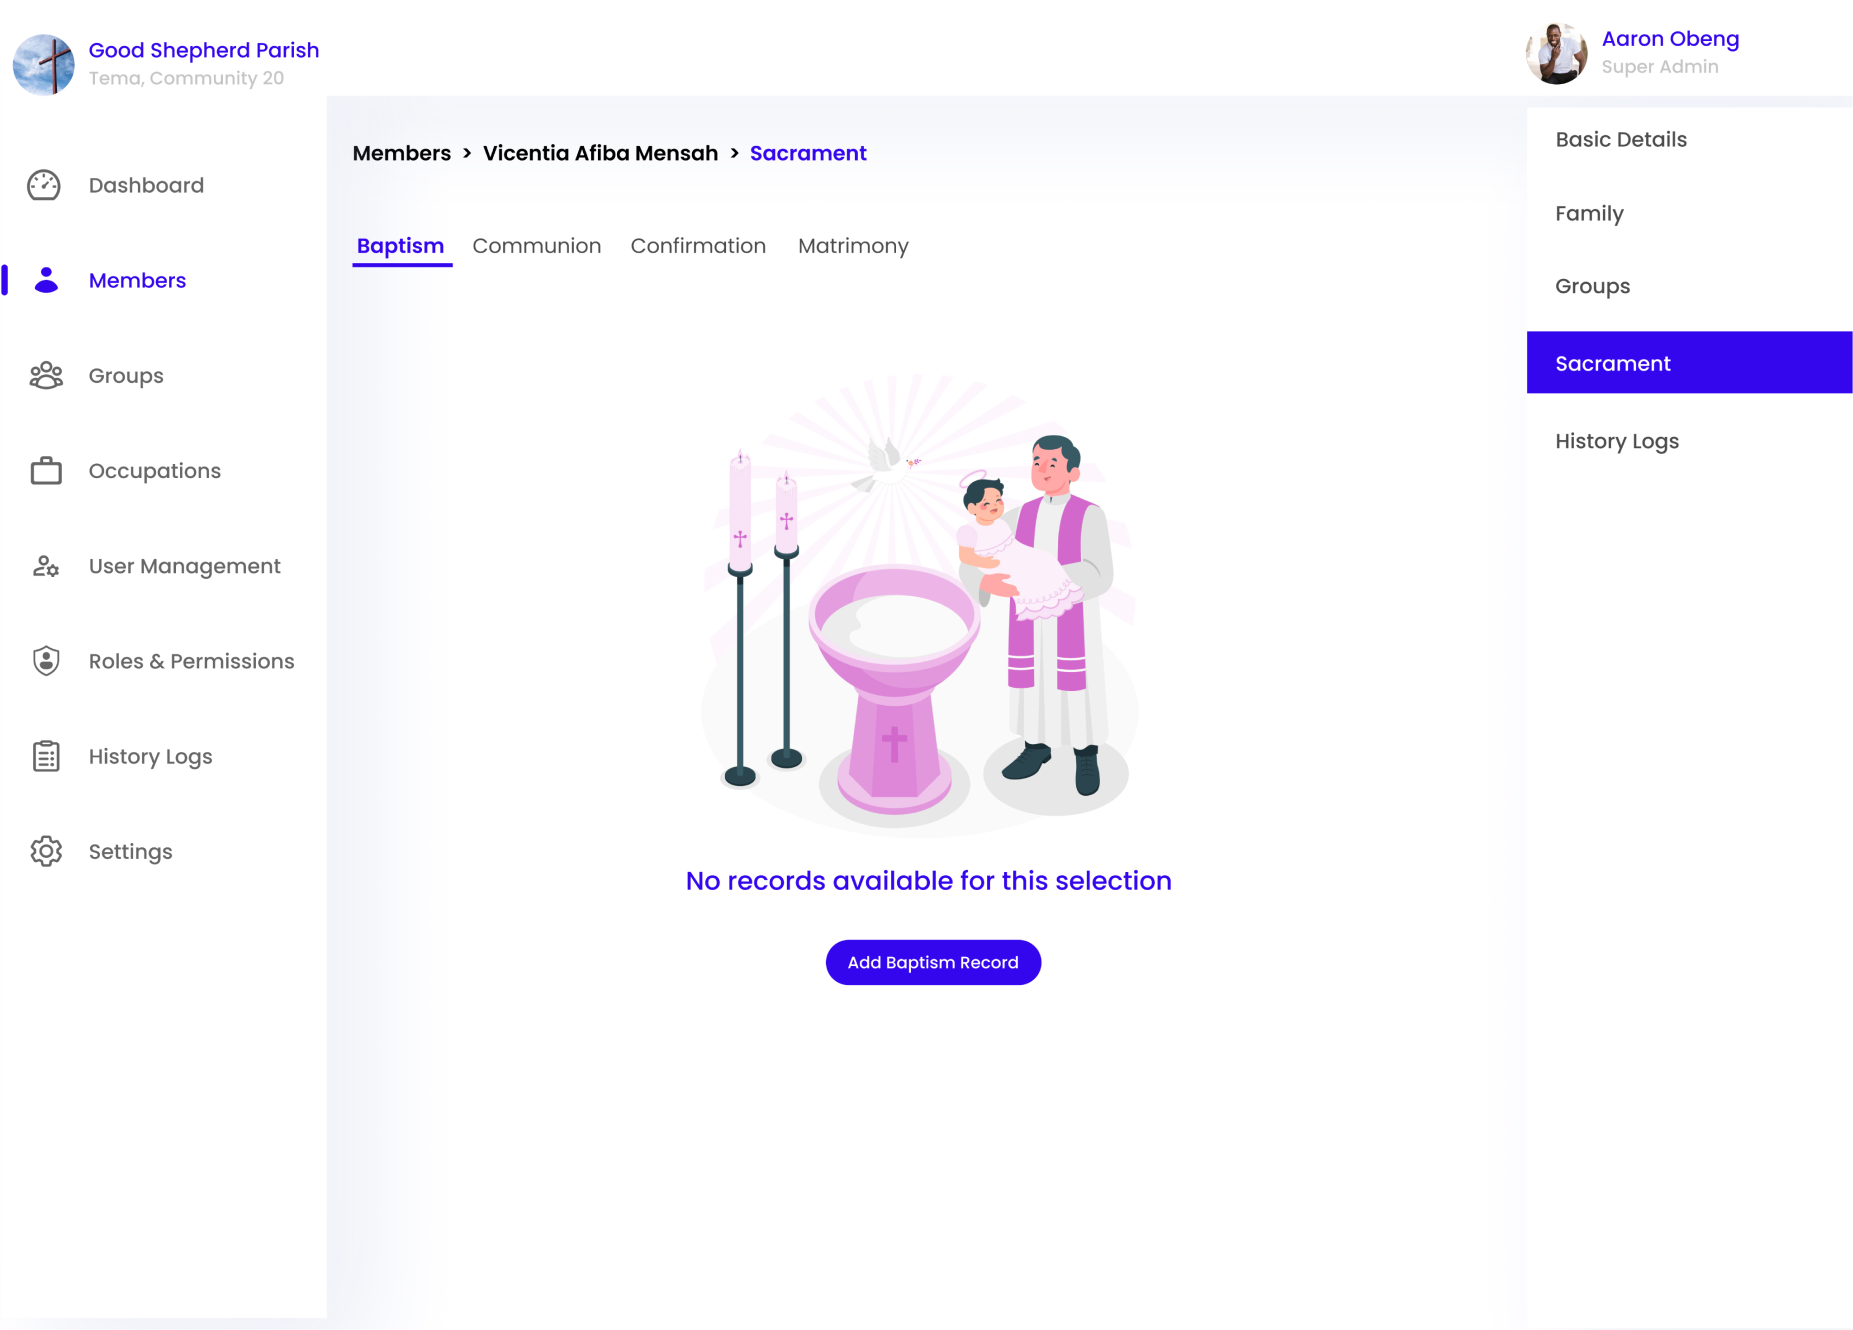 Good Shepherd Parish
Tema, Community 20
Aaron Obeng
Super Admin
Dashboard
Members
Groups
Occupations
User Management
Roles & Permissions
History Logs
Settings
Members > Vicentia Afiba Mensah > Sacrament
Baptism Communion Confirmation Matrimony
No records available for this selection
Add Baptism Record
Basic Details
Family
Groups
Sacrament
History Logs